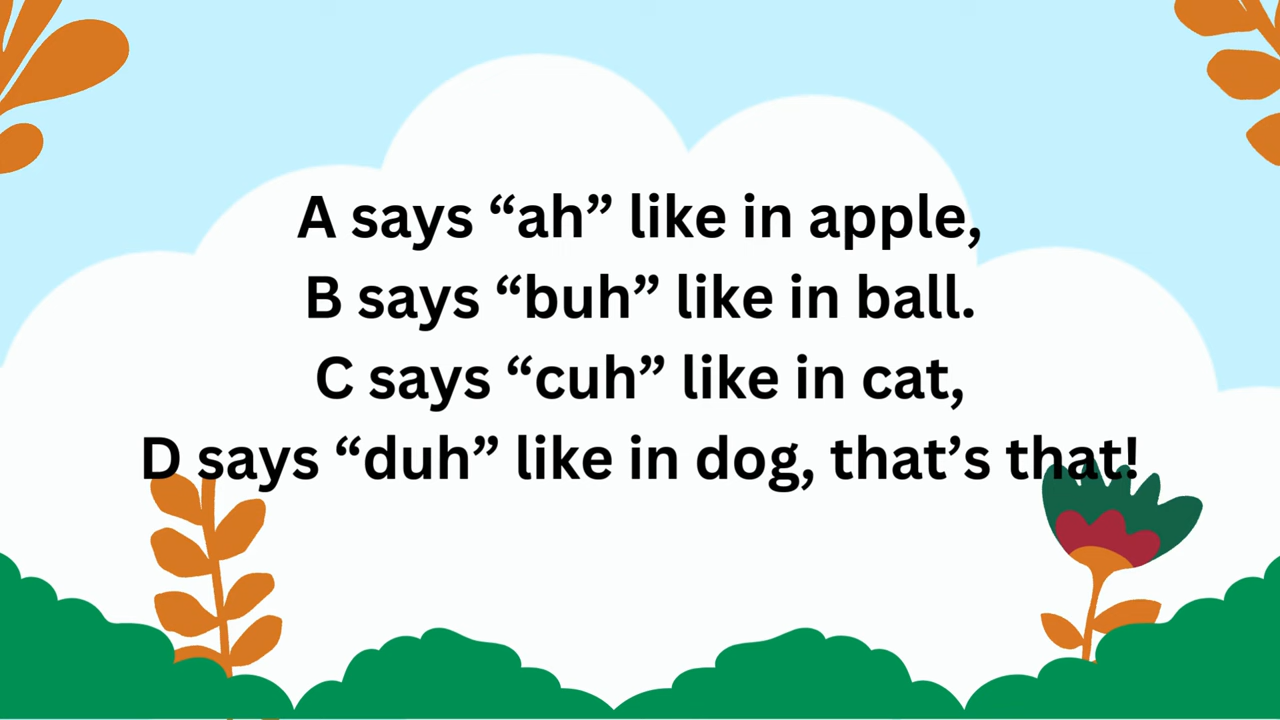 A says “ah” like in apple,
B says “buh” like in ball.
C says “cuh” like in cat,
D says “duh” like in dog, that’s that!